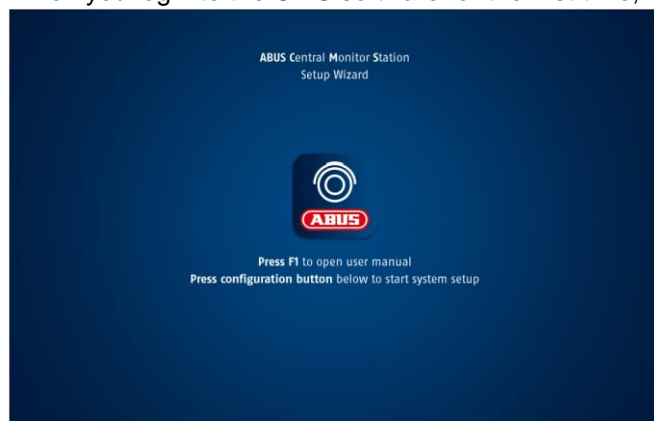 ABUS Central Monitor Station
Setup Wizard
ABUS
Press F1 to open user manual
Press configuration button below to start system setup